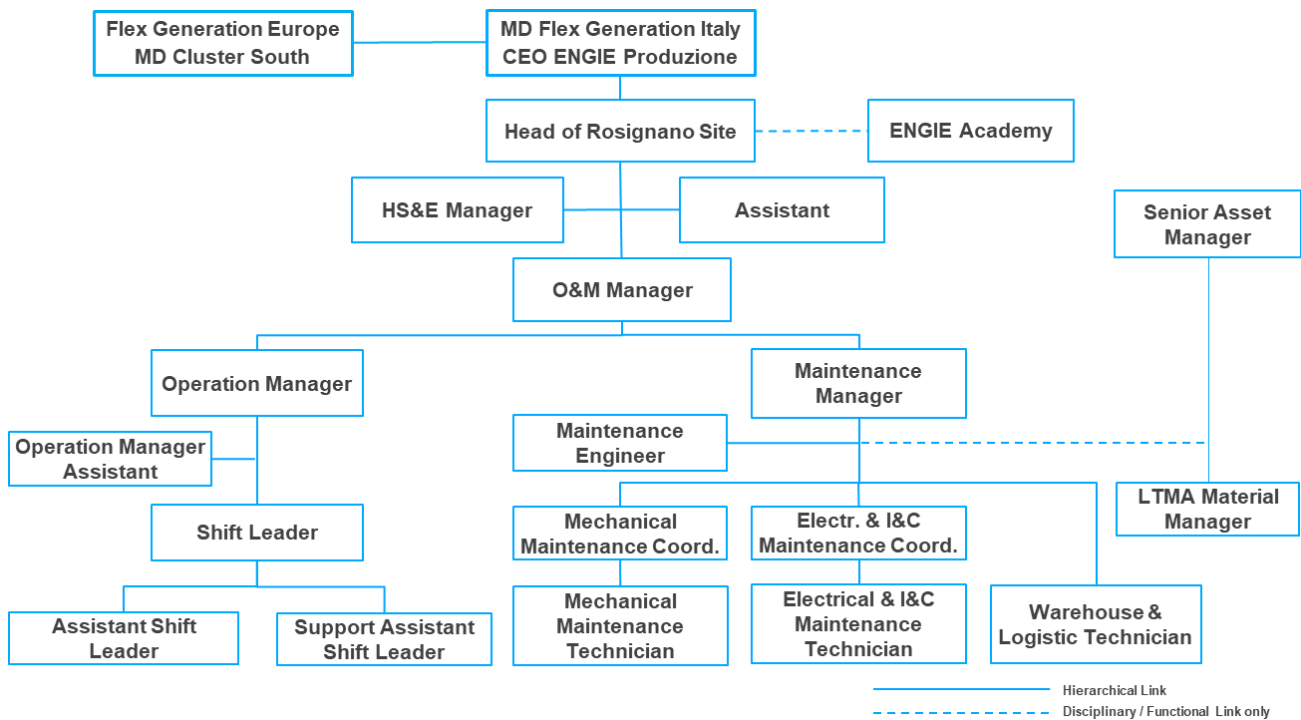 Flex Generation Europe
MD Cluster South
MD Flex Generation Italy
CEO ENGIE Produzione
Head of Rosignano Site
ENGIE Academy
HS&E Manager
Assistant
Senior Asset
Manager
O&M Manager
Operation Manager
Maintenance
Manager
Operation Manager
Assistant
Maintenance
Engineer
Shift Leader
Mechanical
Maintenance Coord.
Electr. & I&C
Maintenance Coord.
LTMA Material
Manager
Assistant Shift
Leader
Support Assistant
Shift Leader
Mechanical
Maintenance
Technician
Electrical & I&C
Maintenance
Technician
Warehouse &
Logistic Technician
Hierarchical Link
Disciplinary / Functional Link only